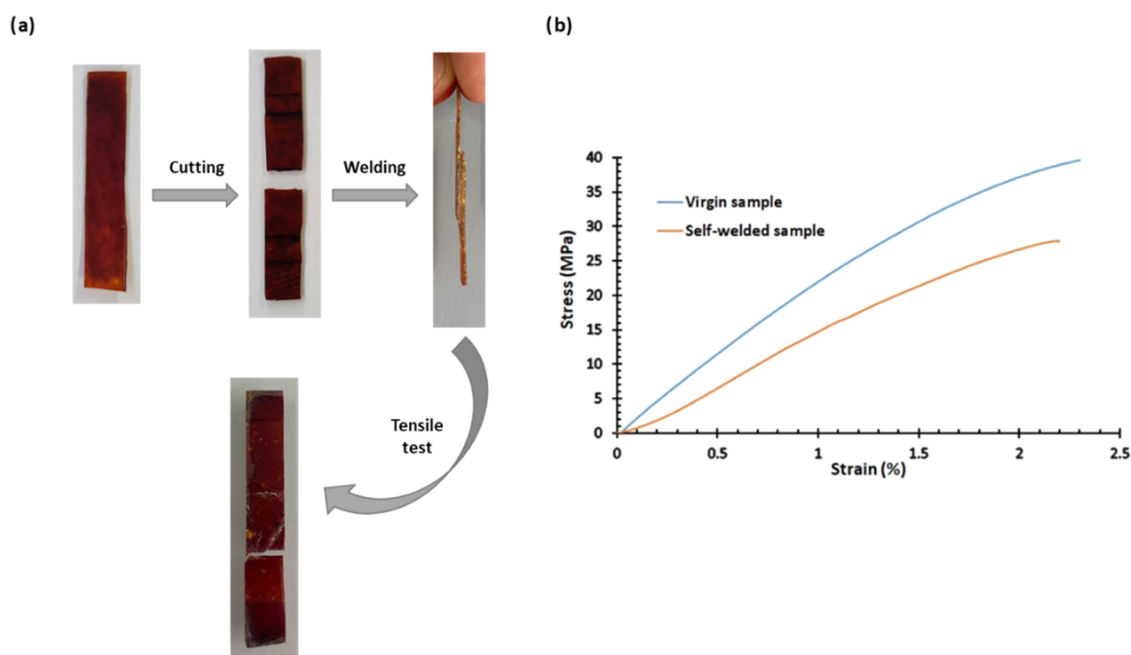 (a)
(b)
Cutting
Welding
Tensile
test
Stress (MPa)
40
35
30
25
20
15
10
5
0
Virgin sample
Self-welded sample
0
0.5
1
1.5
2
2.5
Strain (%)